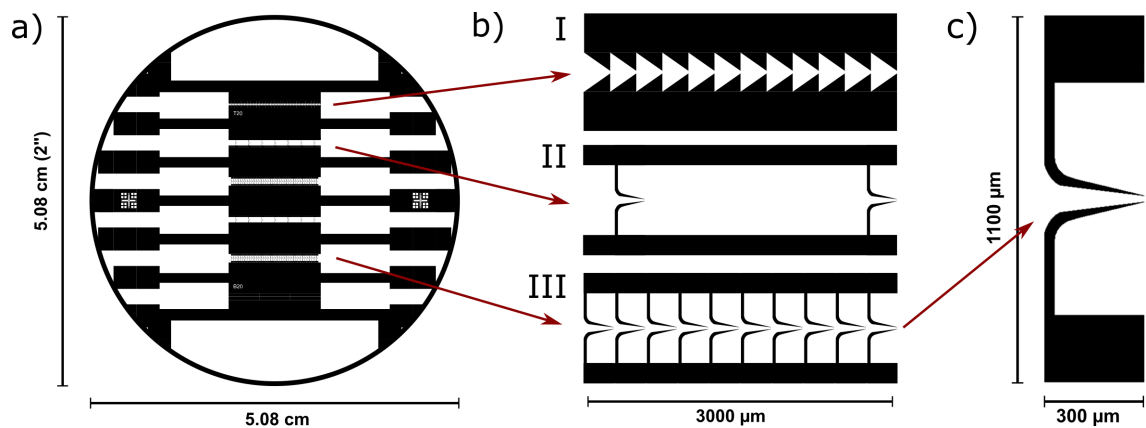 a)
5.08 cm (2")
T20
B20
5.08 cm
b)
I
II
III
3000 µm
c)
1100 µm
300 µm